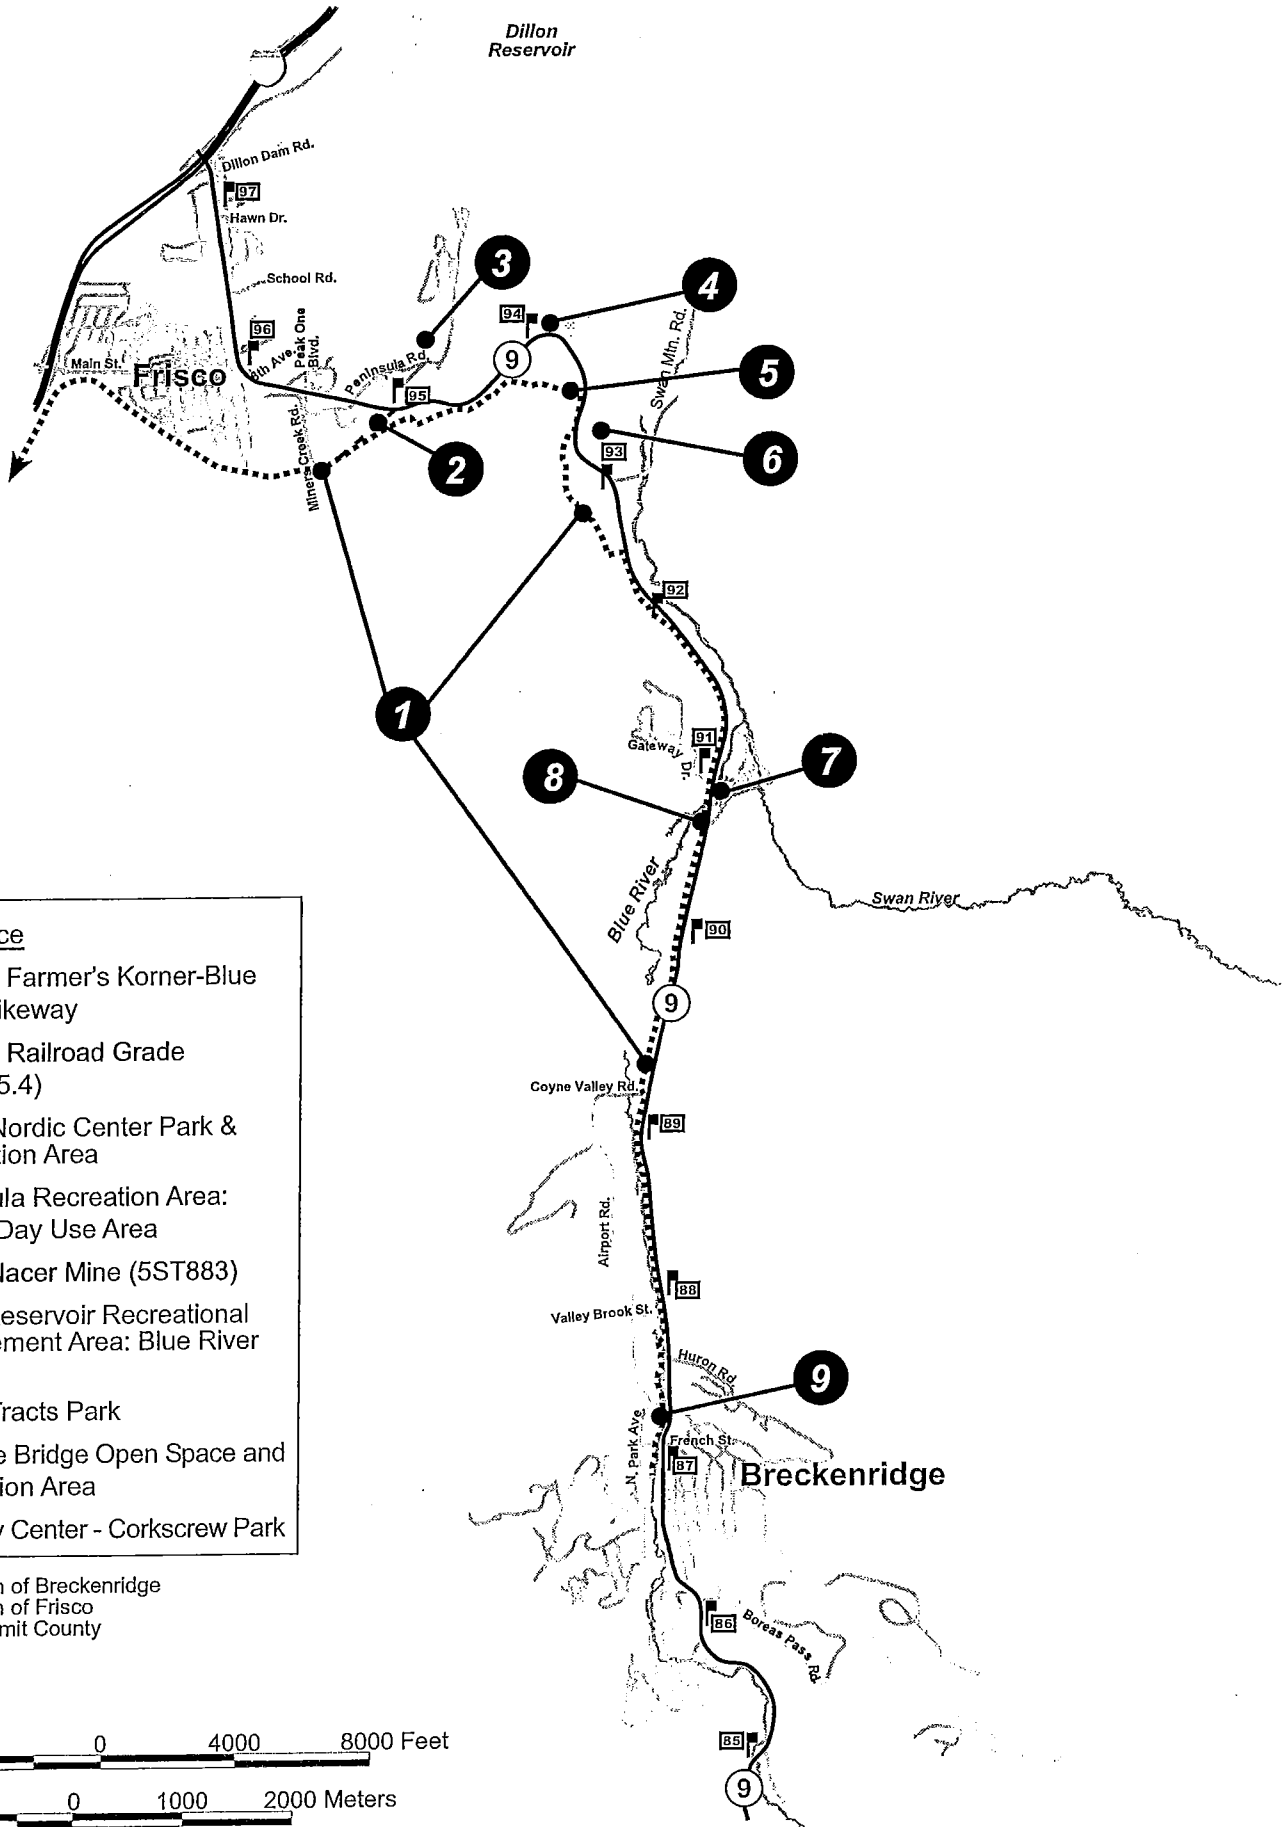 Dillon
Reservoir
Dillon Dam Rd.
97
Hawn Dr.
School Rd.
3
4
94
96
8th Ave.
Peak One
Blvd.
Main St.
Frisco
Peninsula Rd.
9
Swan Mtn. Rd.
5
95
Miners Creek Rd.
2
93
6
92
1
91
Gateway Dr.
7
8
Blue River
Swan River
90
9
Coyne Valley Rd.
89
Airport Rd.
88
Valley Brook St.
Huron Rd.
9
N. Park Ave
French St.
87
Breckenridge
86
Boreas Pass Rd.
85
9
ce
Farmer's Korner-Blue
ikeway
Railroad Grade
5.4)
Nordic Center Park &
tion Area
ula Recreation Area:
Day Use Area
Nacer Mine (5ST883)
eservoir Recreational
ement Area: Blue River
Tracts Park
e Bridge Open Space and
ion Area
y Center - Corkscrew Park
n of Breckenridge
n of Frisco
mit County
0 4000 8000 Feet
0 1000 2000 Meters